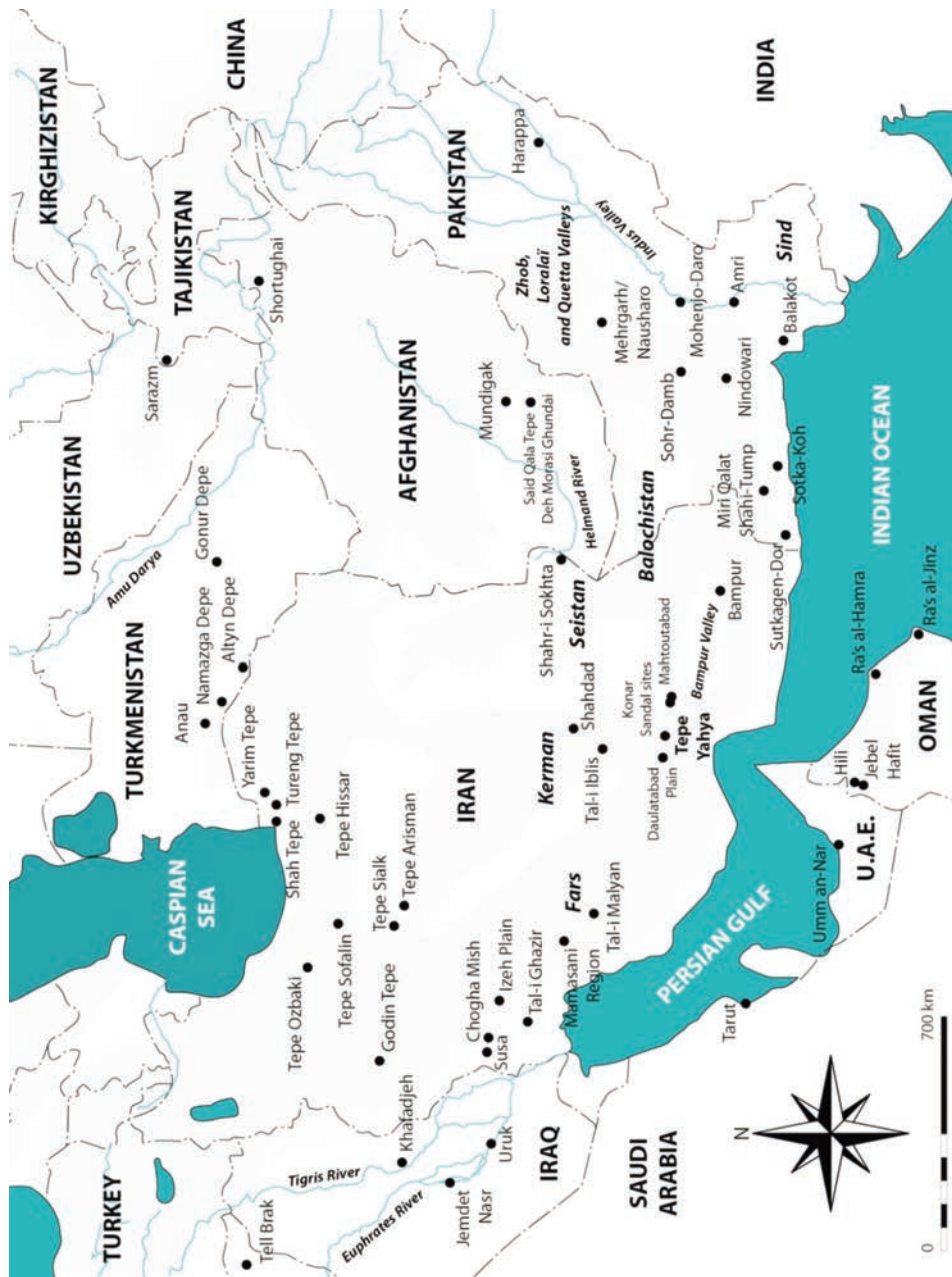 TURKEY
CASPIAN
SEA
TURKMENISTAN
UZBEKISTAN
KIRGHIZISTAN
TAJIKISTAN
CHINA
Amu Darya
Sarazm
Shortughai
Tell Brak
Anau
Namazga Depe
Gonur Depe
Altyn Depe
Yarim Tepe
Tureng Tepe
Shah Tepe
Tepe Hissar
Tepe Ozbaki
Tepe Sofalin
Godin Tepe
Tepe Sialk
Tepe Arisman
IRAN
AFGHANISTAN
PAKISTAN
INDIA
Tigris River
Khafadjeh
Euphrates River
Jemdet
Nasr
Uruk
IRAQ
Susa
Chogha Mish
Izeh Plain
Tal-i Ghazir
Mamasani
Region
Fars
Tal-i Malyan
Kerman
Shahdad
Tal-i Iblis
Shahr-i Sokhta
Seistan
Helmand River
Mundigak
Said Qala Tepe
Deh Morasi Ghundai
Zhob,
Loralaï
and Quetta Valleys
Harappa
Indus Valley
Mehrgarh/
Nausharo
Mohenjo-Daro
Amri
Sind
Balakot
Sohr-Damb
Nindowari
Balochistan
Miri Qalat
Shahi-Tump
Sotka-Koh
Sutkagen-Dor
Bampur
Bampur Valley
Konar
Sandal sites
Mahtoutabad
Tepe
Yahya
Daulatabad
Plain
PERSIAN GULF
INDIAN OCEAN
SAUDI
ARABIA
Tarut
Umm an-Nar
U.A.E.
Hili
Jebel
Hafit
OMAN
Ra's al-Hamra
Ra's al-Jinz
N
0
700 km